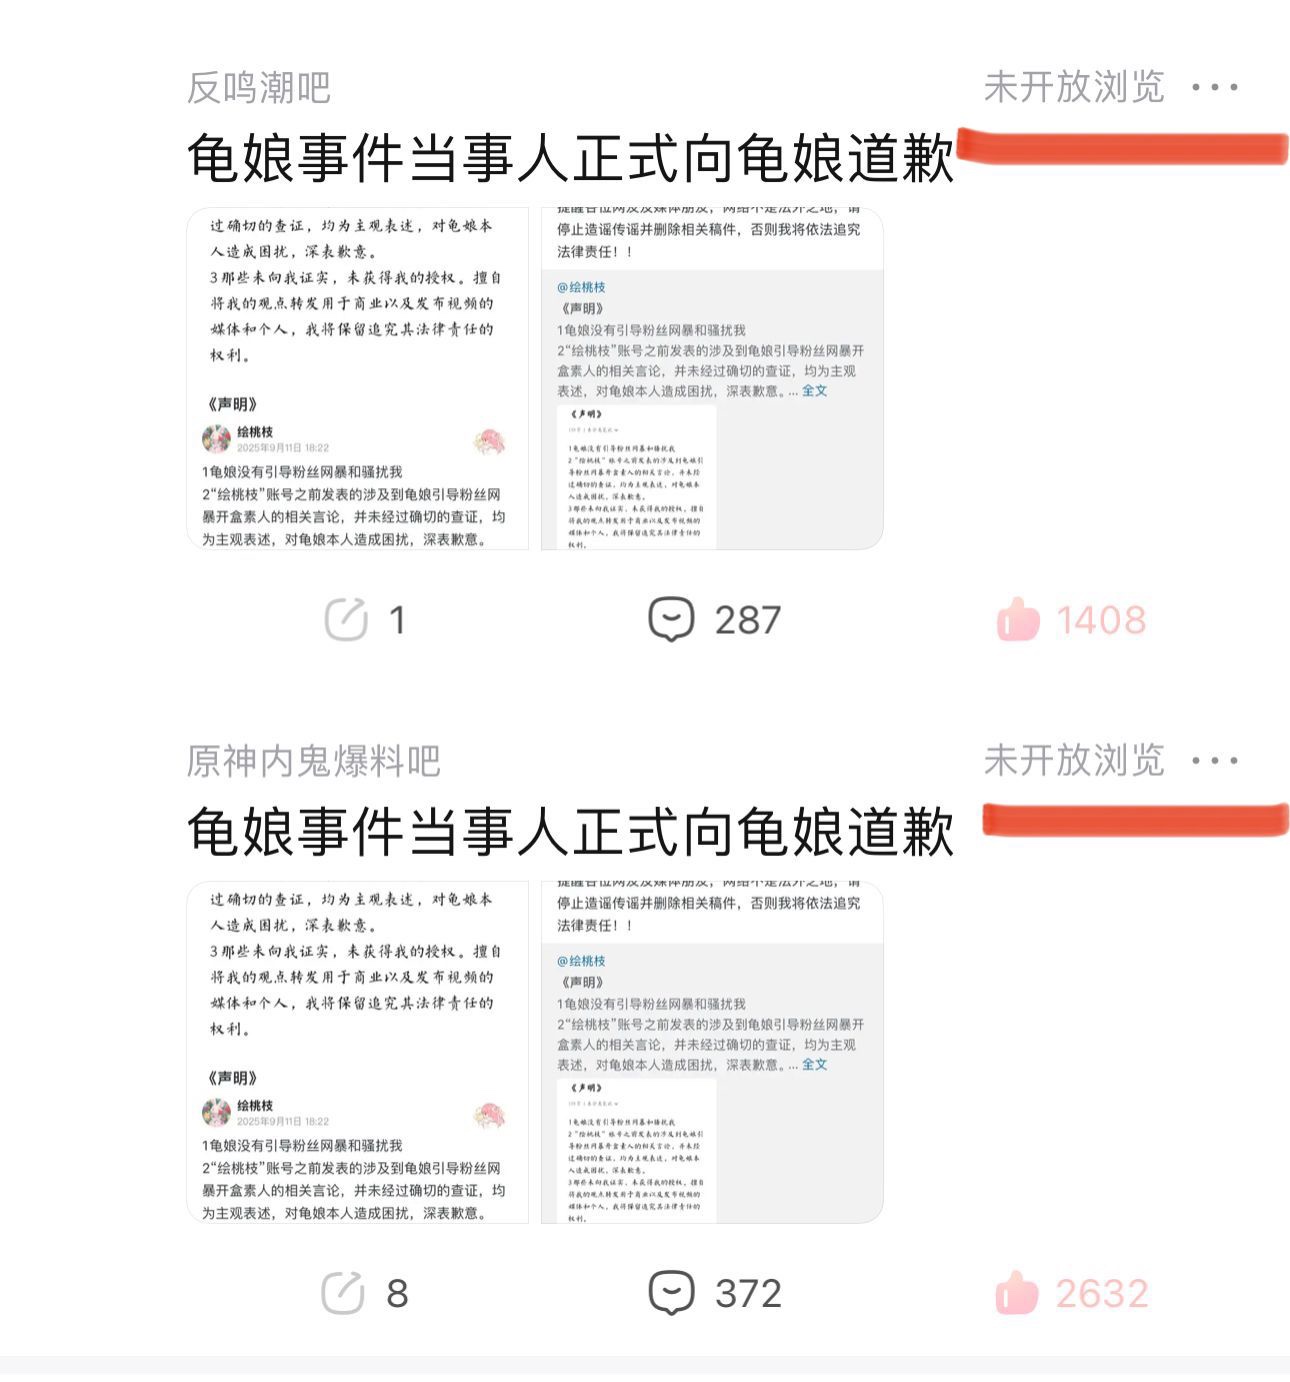 反鸣潮吧
未开放浏览
龟娘事件当事人正式向龟娘道歉
过确切的查证，均为主观表述，对龟娘本
人造成困扰，深表歉意。
3那些未向我证实，未获得我的授权。擅自
将我的观点转发用于商业以及发布视频的
媒体和个人，我将保留追究其法律责任的
权利。
《声明》
绘桃枝
2025年9月11日 18:22
1龟娘没有引导粉丝网暴和骚扰我
2“绘桃枝”账号之前发表的涉及到龟娘引导粉丝网
暴开盒素人的相关言论，并未经过确切的查证，均
为主观表述，对龟娘本人造成困扰，深表歉意。
提醒各位网友及媒体朋友，网络不是法外之地，请
停止造谣传谣并删除相关稿件，否则我将依法追究
法律责任！！
@绘桃枝
《声明》
1龟娘没有引导粉丝网暴和骚扰我
2“绘桃枝”账号之前发表的涉及到龟娘引导粉丝网暴开
盒素人的相关言论，并未经过确切的查证，均为主观
表述，对龟娘本人造成困扰，深表歉意。... 全文
《声明》
1龟娘没有引导粉丝网暴和骚扰我
2“绘桃枝”账号之前发表的涉及到龟娘引
导粉丝网暴开盒素人的相关言论，并未经
过确切的查证，均为主观表述，对龟娘本
人造成困扰，深表歉意。
3那些未向我证实，未获得我的授权。擅自
将我的观点转发用于商业以及发布视频的
媒体和个人，我将保留追究其法律责任的
权利。
1
287
1408
原神内鬼爆料吧
未开放浏览
龟娘事件当事人正式向龟娘道歉
过确切的查证，均为主观表述，对龟娘本
人造成困扰，深表歉意。
3那些未向我证实，未获得我的授权。擅自
将我的观点转发用于商业以及发布视频的
媒体和个人，我将保留追究其法律责任的
权利。
《声明》
绘桃枝
2025年9月11日 18:22
1龟娘没有引导粉丝网暴和骚扰我
2“绘桃枝”账号之前发表的涉及到龟娘引导粉丝网
暴开盒素人的相关言论，并未经过确切的查证，均
为主观表述，对龟娘本人造成困扰，深表歉意。
提醒各位网友及媒体朋友，网络不是法外之地，请
停止造谣传谣并删除相关稿件，否则我将依法追究
法律责任！！
@绘桃枝
《声明》
1龟娘没有引导粉丝网暴和骚扰我
2“绘桃枝”账号之前发表的涉及到龟娘引导粉丝网暴开
盒素人的相关言论，并未经过确切的查证，均为主观
表述，对龟娘本人造成困扰，深表歉意。... 全文
《声明》
1龟娘没有引导粉丝网暴和骚扰我
2“绘桃枝”账号之前发表的涉及到龟娘引
导粉丝网暴开盒素人的相关言论，并未经
过确切的查证，均为主观表述，对龟娘本
人造成困扰，深表歉意。
3那些未向我证实，未获得我的授权。擅自
将我的观点转发用于商业以及发布视频的
媒体和个人，我将保留追究其法律责任的
权利。
8
372
2632